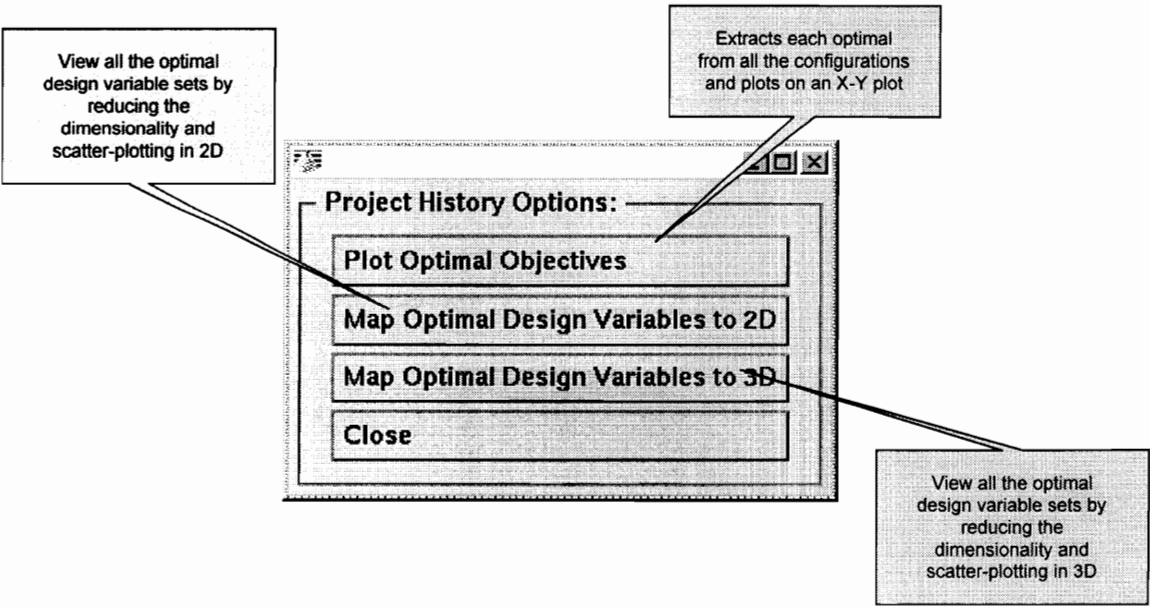 Extracts each optimal
from all the configurations
and plots on an X-Y plot
View all the optimal
design variable sets by
reducing the
dimensionality and
scatter-plotting in 2D
Project History Options:
Plot Optimal Objectives
Map Optimal Design Variables to 2D
Map Optimal Design Variables to 3D
Close
View all the optimal
design variable sets by
reducing the
dimensionality and
scatter-plotting in 3D